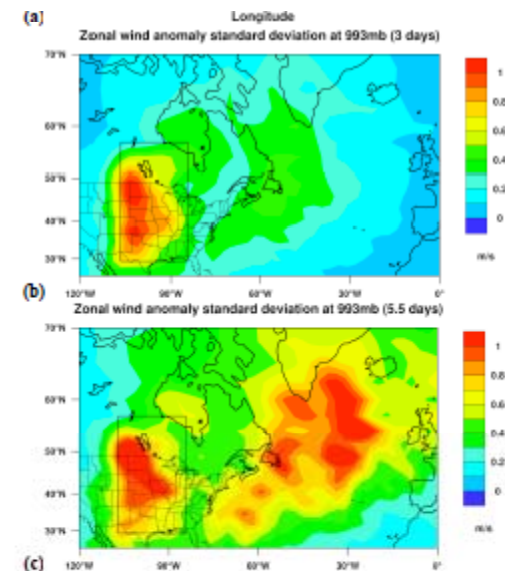 (a)
Longitude
Zonal wind anomaly standard deviation at 993mb (3 days)
70°N
60°N
50°N
40°N
30°N
120°W 90°W 60°W 30°W 0°
1
0.8
0.6
0.4
0.2
0
m/s
(b)
Zonal wind anomaly standard deviation at 993mb (5.5 days)
70°N
60°N
50°N
40°N
30°N
120°W 90°W 60°W 30°W 0°
1
0.8
0.6
0.4
0.2
0
m/s
(c)